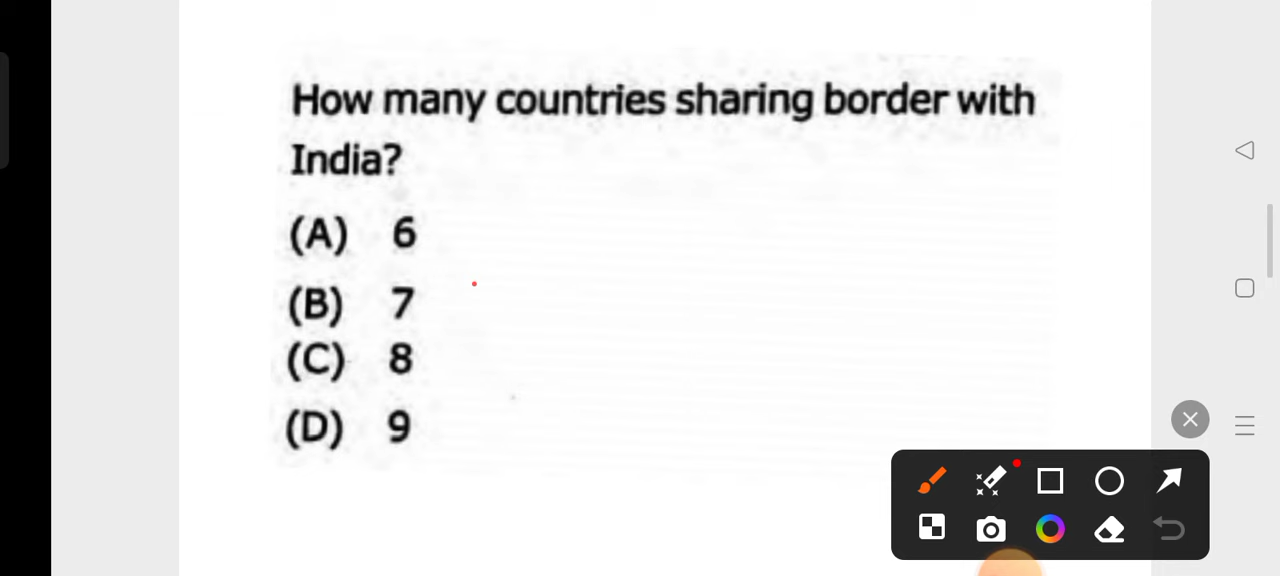 How many countries sharing border with
India?
(A) 6
(B) 7
(C) 8
(D) 9